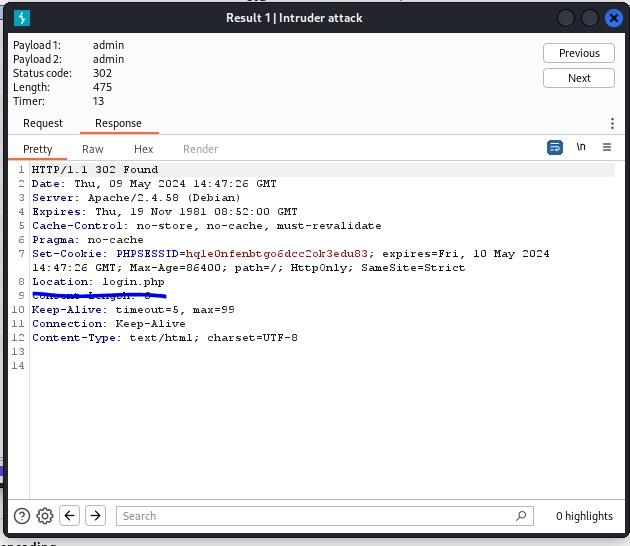 Result 1 | Intruder attack
Payload 1: admin
Payload 2: admin
Status code: 302
Length: 475
Timer: 13
Previous
Next
Request Response
Pretty Raw Hex Render
\n
1 HTTP/1.1 302 Found
2 Date: Thu, 09 May 2024 14:47:26 GMT
3 Server: Apache/2.4.58 (Debian)
4 Expires: Thu, 19 Nov 1981 08:52:00 GMT
5 Cache-Control: no-store, no-cache, must-revalidate
6 Pragma: no-cache
7 Set-Cookie: PHPSESSID=hqle0nfenbtgo6dcc2ok3edu83; expires=Fri, 10 May 2024
14:47:26 GMT; Max-Age=86400; path=/; HttpOnly; SameSite=Strict
8 Location: login.php
9 Content-Length: 0
10 Keep-Alive: timeout=5, max=99
11 Connection: Keep-Alive
12 Content-Type: text/html; charset=UTF-8
13
14
Search
0 highlights